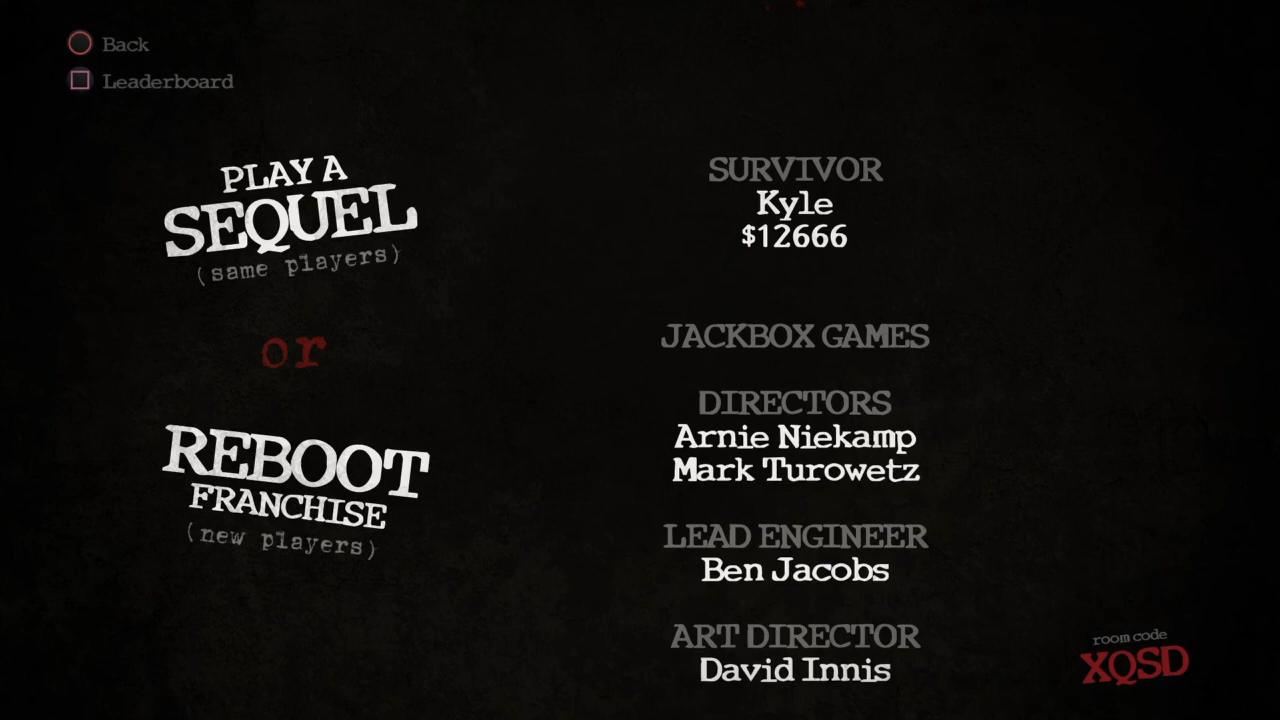 Back
Leaderboard
PLAY A
SEQUEL
(same players)
or
REBOOT
FRANCHISE
(new players)
SURVIVOR
Kyle
$12666
JACKBOX GAMES
DIRECTORS
Arnie Niekamp
Mark Turowetz
LEAD ENGINEER
Ben Jacobs
ART DIRECTOR
David Innis
room code
XQSD